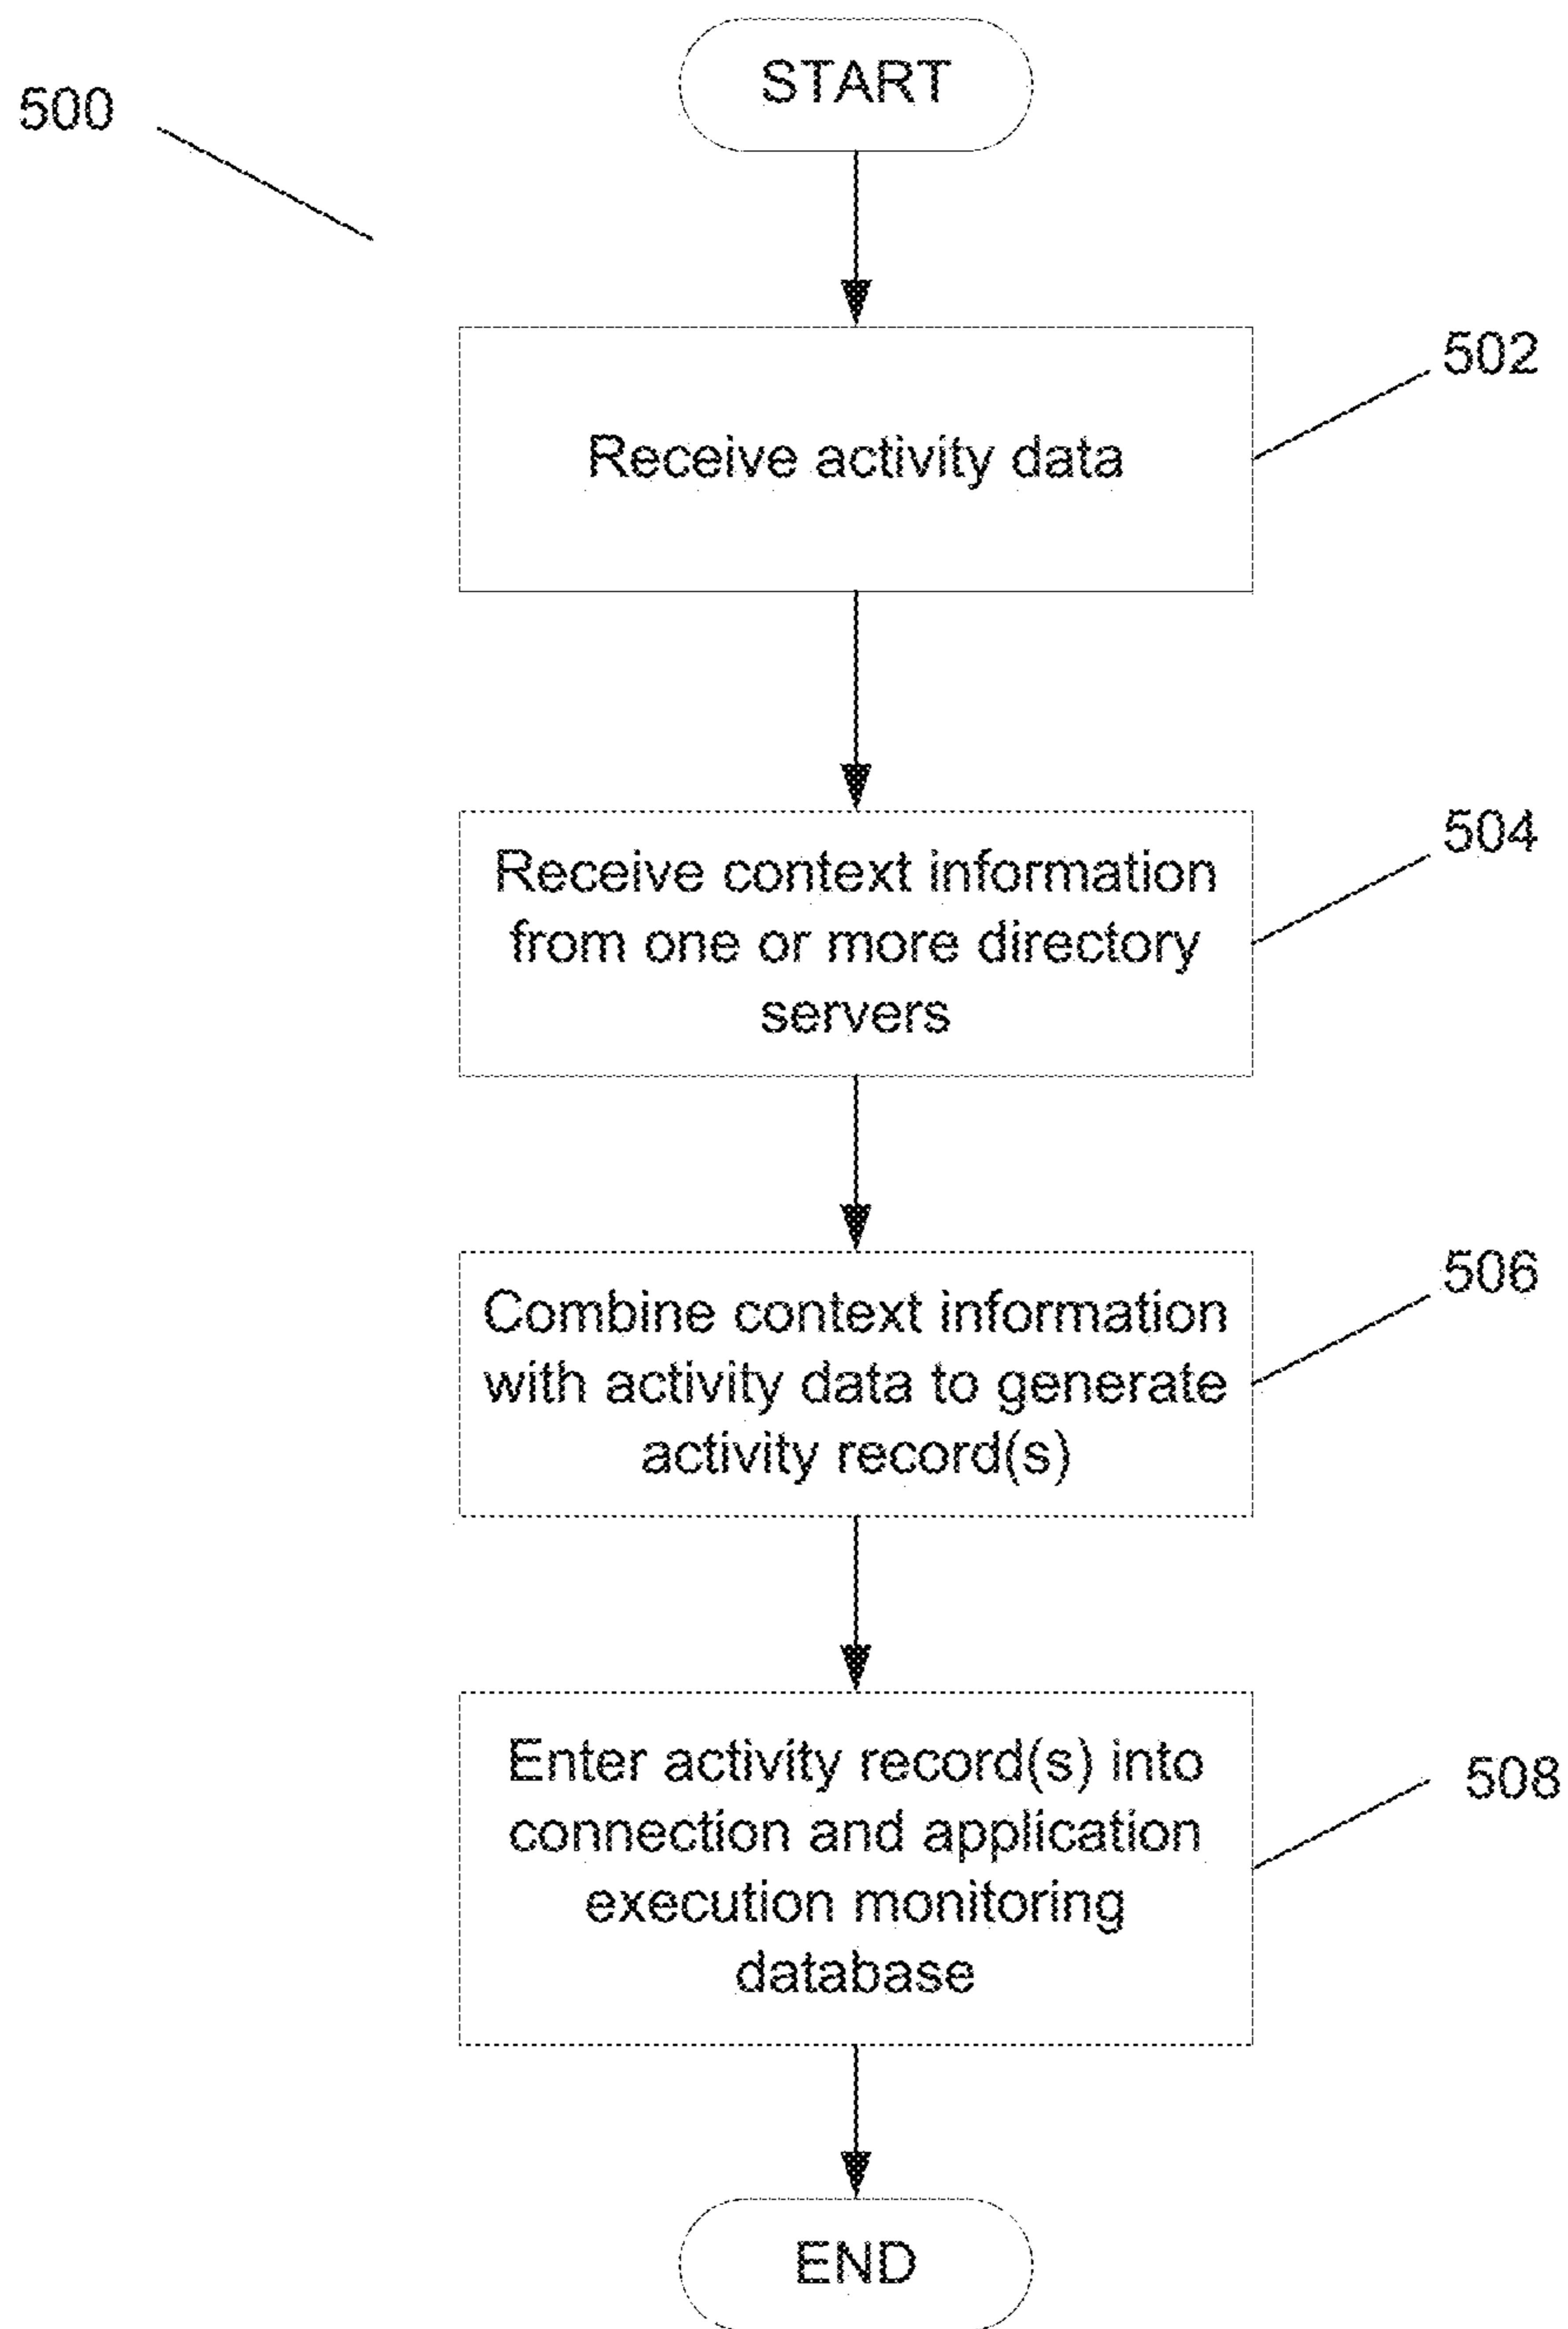 START
500
502
Receive activity data
504
Receive context information
from one or more directory
servers
506
Combine context information
with activity data to generate
activity record(s)
508
Enter activity record(s) into
connection and application
execution monitoring
database
END